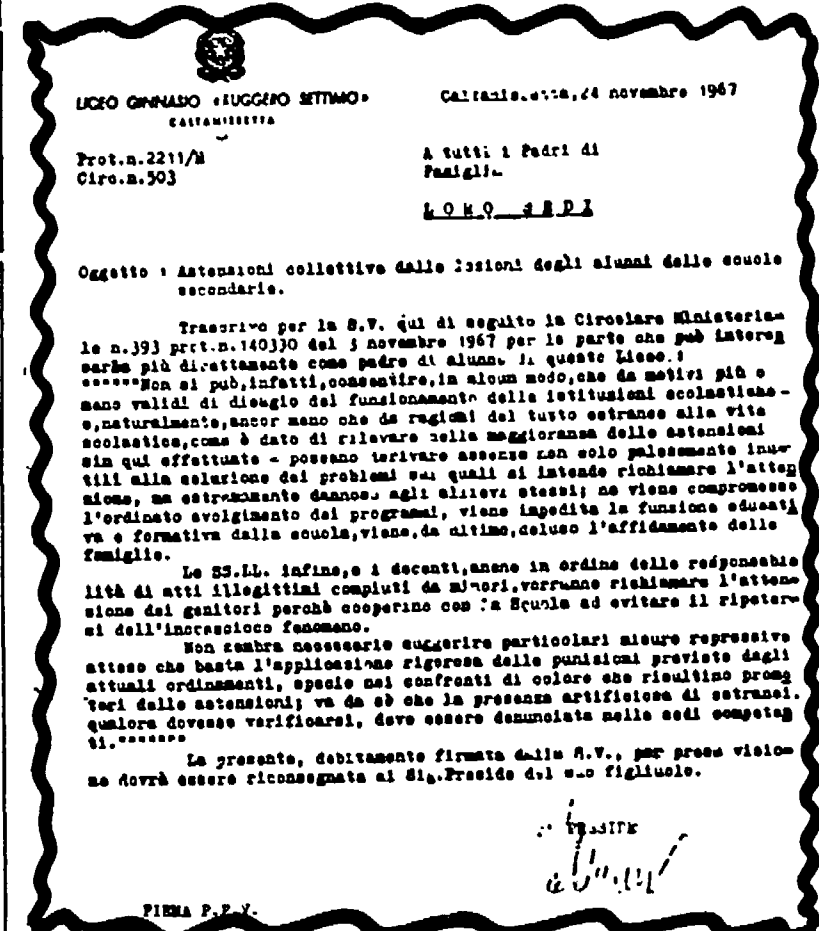 LICEO GINNASIO «RUGGERO SETTIMO»
CALTANISSETTA
Caltanissetta,24 novembre 1967
Prot.n.2211/M
Circ.n.503
A tutti i Padri di
Famiglia
LORO SEDI
Oggetto : Astensioni collettive dalle lezioni degli alunni delle scuole
secondarie.
Trascrivo per la S.V. qui di seguito la Circolare Ministeria-
le n.393 prot.n.140330 del 3 novembre 1967 per la parte che può interes
sarla più direttamente come padre di alunno di questo Liceo.:
""""""Non si può,infatti,consentire,in alcun modo,che da motivi più o
meno validi di disagio del funzionamento delle istituzioni scolastiche-
e,naturalmente,ancor meno che da ragioni del tutto estranee alla vita
scolastica,come è dato di rilevare nella maggioranza delle astensioni
sin qui effettuate - possano derivare assenze non solo palesemente inu-
tili alla soluzione dei problemi sui quali si intende richiamare l'atten
zione, ma estremamente dannose agli allievi stessi; ne viene compromesso
l'ordinato svolgimento dei programmi, viene impedita la funzione educati
va e formativa dalla scuola,viene,da ultimo,deluso l'affidamento delle
famiglie.
Le SS.LL. infine,e i docenti,anche in ordine delle responsabi
lità di atti illegittimi compiuti da minori,vorranno richiamare l'atten-
zione dei genitori perchè cooperino con la Scuola ad evitare il ripeter-
si dell'increscioso fenomeno.
Non sembra necessario suggerire particolari misure repressive
atteso che basta l'applicazione rigorosa delle punizioni previste dagli
attuali ordinamenti, specie nei confronti di coloro che risultino promo
tori delle astensioni; va da sè che la presenza artificiosa di estranei,
qualora dovesse verificarsi, deve essere denunciata nelle sedi competen
ti."""""""
La presente, debitamente firmata dalla S.V., per presa visio-
ne dovrà essere riconsegnata al Sig.Preside dal suo figliuolo.
PRESIDE
FIRMA P.P.V.